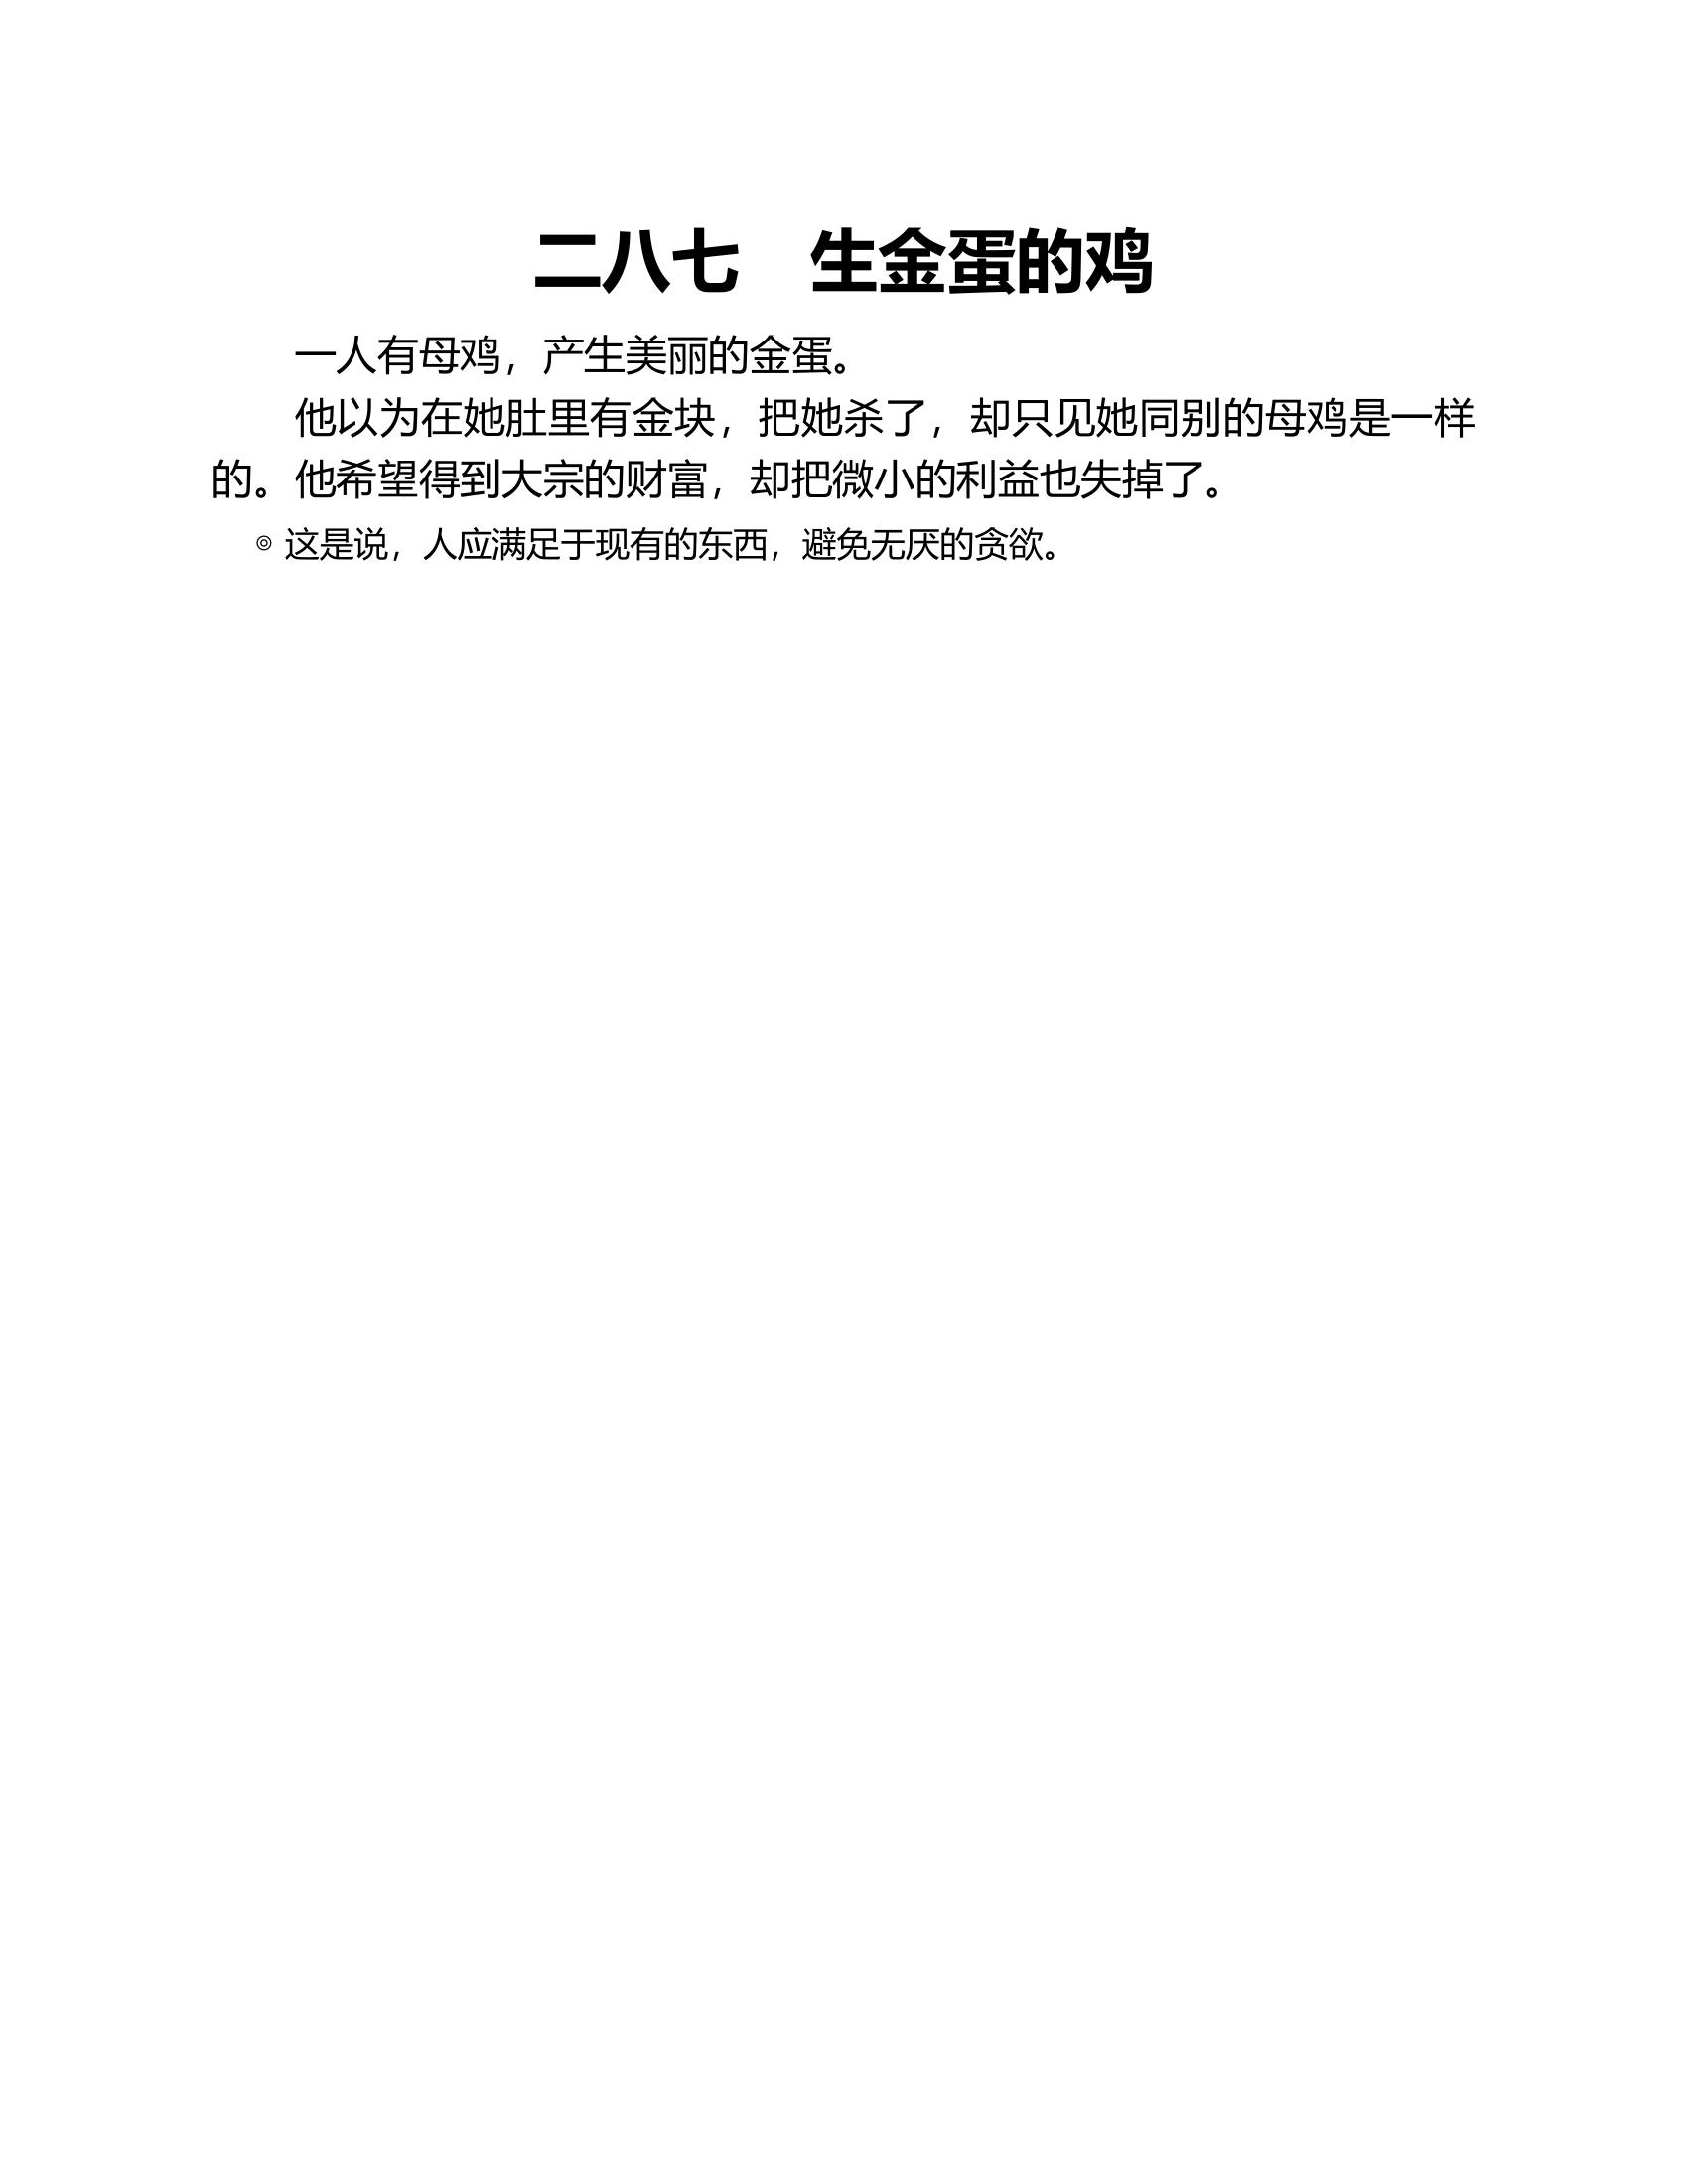 二八七　生金蛋的鸡
一人有母鸡，产生美丽的金蛋。
他以为在她肚里有金块，把她杀了，却只见她同别的母鸡是一样
的。他希望得到大宗的财富，却把微小的利益也失掉了。
◎ 这是说，人应满足于现有的东西，避免无厌的贪欲。